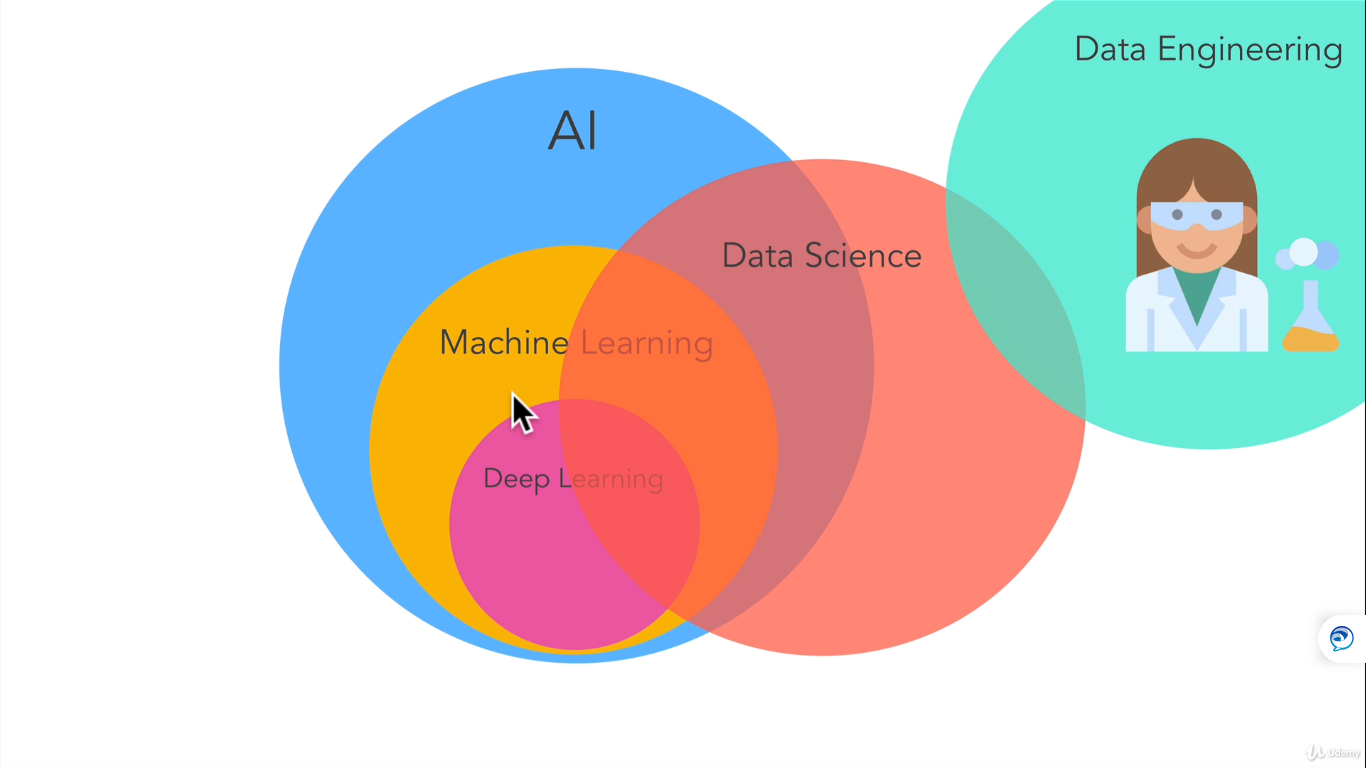 Data Engineering
AI
Data Science
Machine Learning
Deep Learning
Udemy